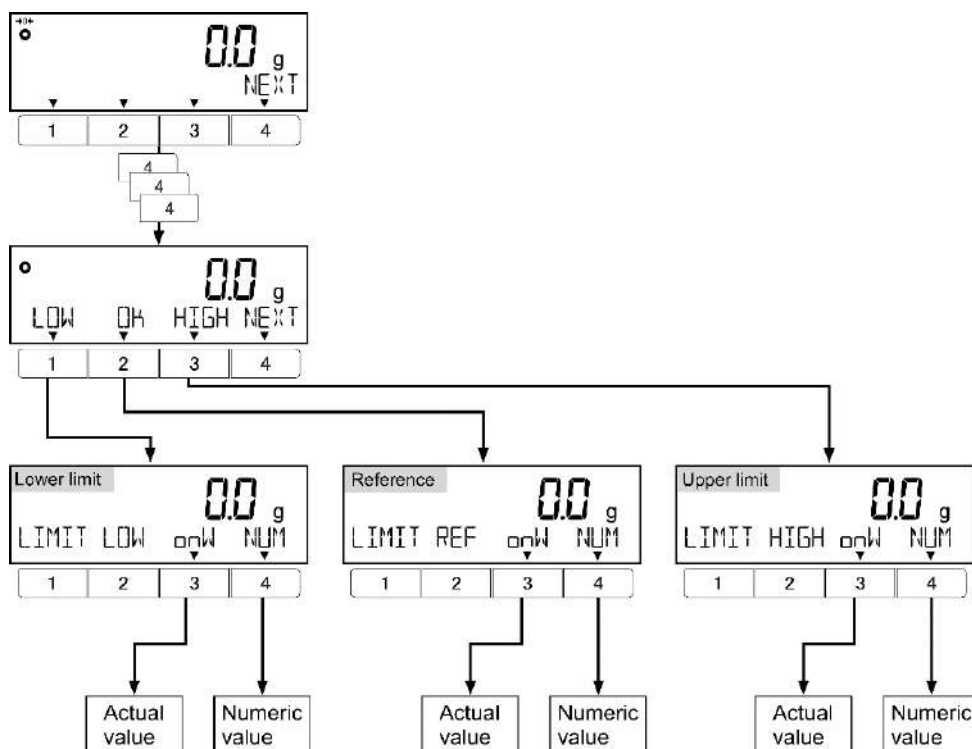 →0←
0.0 g
NEXT
1 2 3 4
4
4
4
0.0 g
LOW OK HIGH NEXT
1 2 3 4
Lower limit
0.0 g
LIMIT LOW onW NUM
1 2 3 4
Reference
0.0 g
LIMIT REF onW NUM
1 2 3 4
Upper limit
0.0 g
LIMIT HIGH onW NUM
1 2 3 4
Actual
value
Numeric
value
Actual
value
Numeric
value
Actual
value
Numeric
value